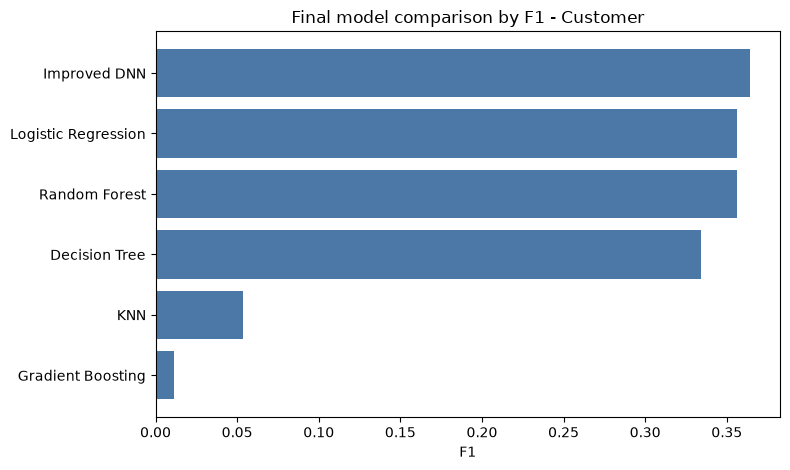 Final model comparison by F1 - Customer
Improved DNN
Logistic Regression
Random Forest
Decision Tree
KNN
Gradient Boosting
0.00 0.05 0.10 0.15 0.20 0.25 0.30 0.35
F1